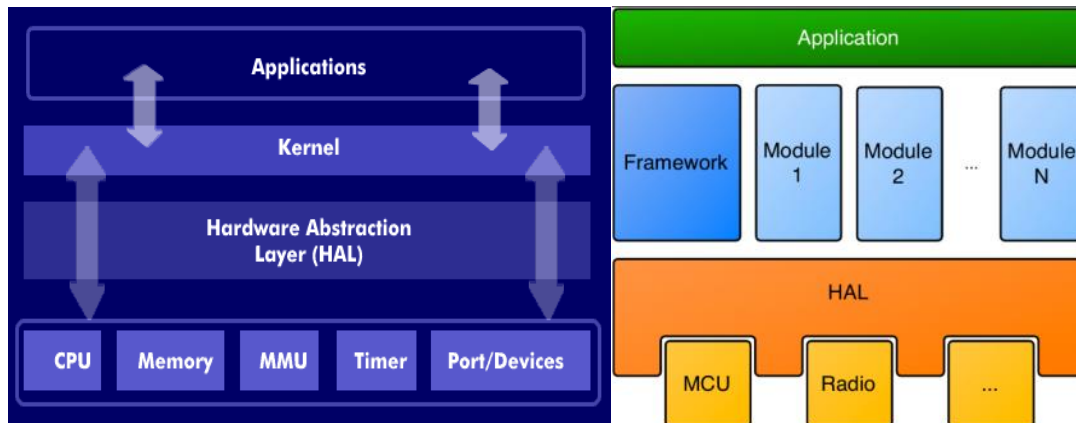 Applications
Kernel
Hardware Abstraction
Layer (HAL)
CPU
Memory
MMU
Timer
Port/Devices
Application
Framework
Module
1
Module
2
...
Module
N
HAL
MCU
Radio
...